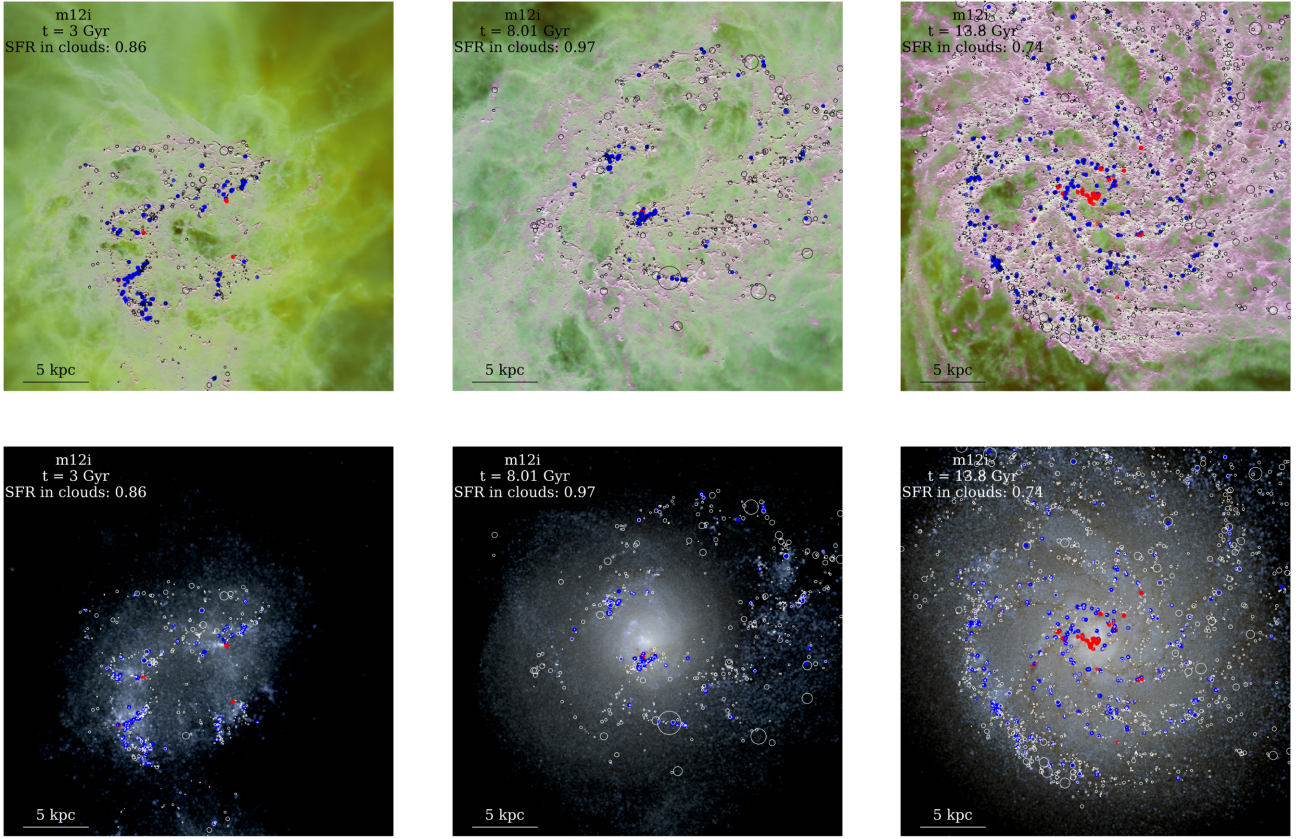 m12i
t = 3 Gyr
SFR in clouds: 0.86
5 kpc
m12i
t = 8.01 Gyr
SFR in clouds: 0.97
5 kpc
m12i
t = 13.8 Gyr
SFR in clouds: 0.74
5 kpc
m12i
t = 3 Gyr
SFR in clouds: 0.86
5 kpc
m12i
t = 8.01 Gyr
SFR in clouds: 0.97
5 kpc
m12i
t = 13.8 Gyr
SFR in clouds: 0.74
5 kpc